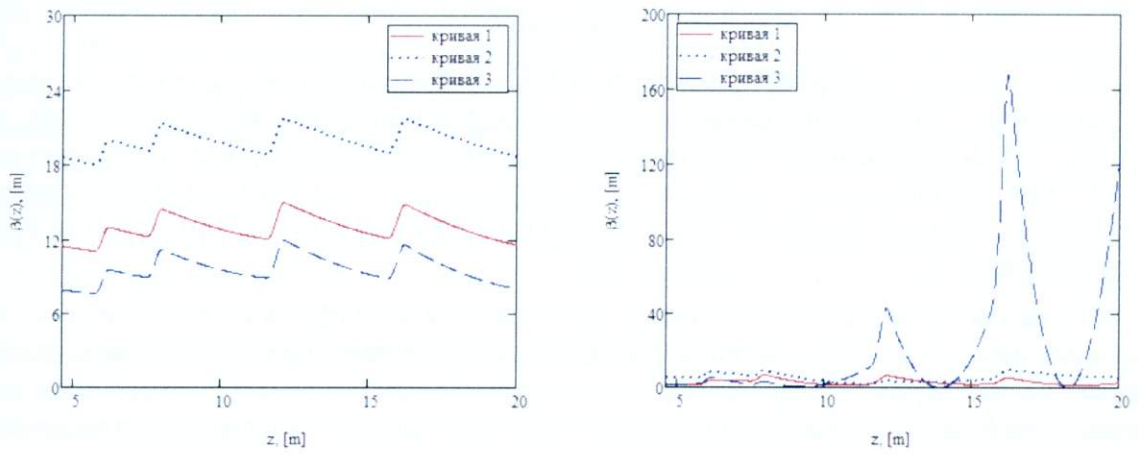 30
24
18
12
6
0
β(z), [m]
5
10
15
20
z, [m]
кривая 1
кривая 2
кривая 3
200
160
120
80
40
0
β(z), [m]
5
10
15
20
z, [m]
кривая 1
кривая 2
кривая 3